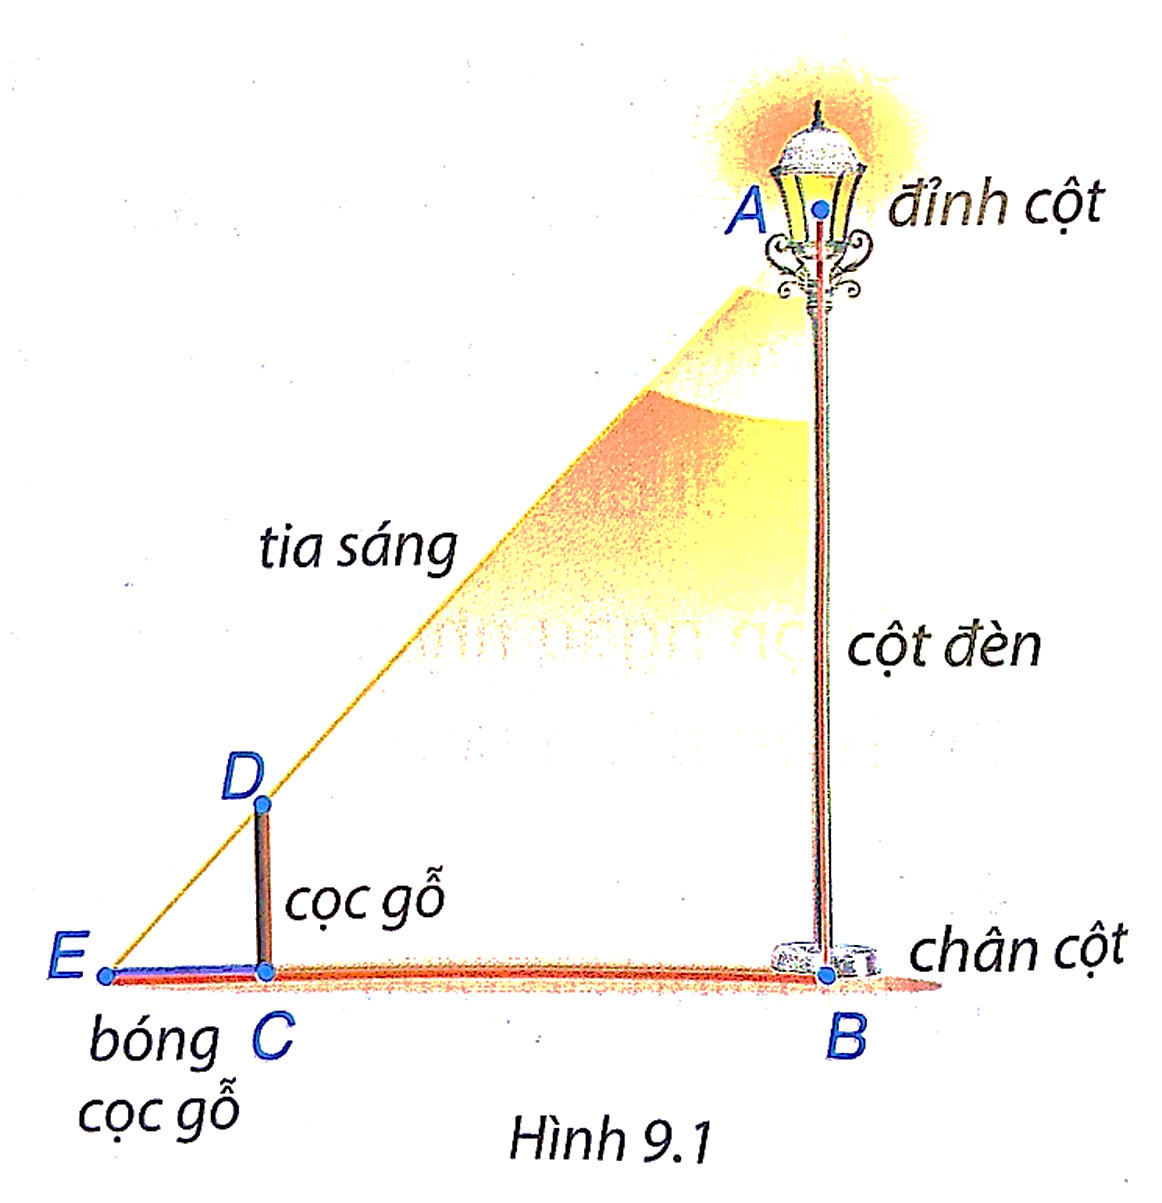 A
đỉnh cột
tia sáng
cột đèn
D
cọc gỗ
E
chân cột
bóng
cọc gỗ
C
B
Hình 9.1